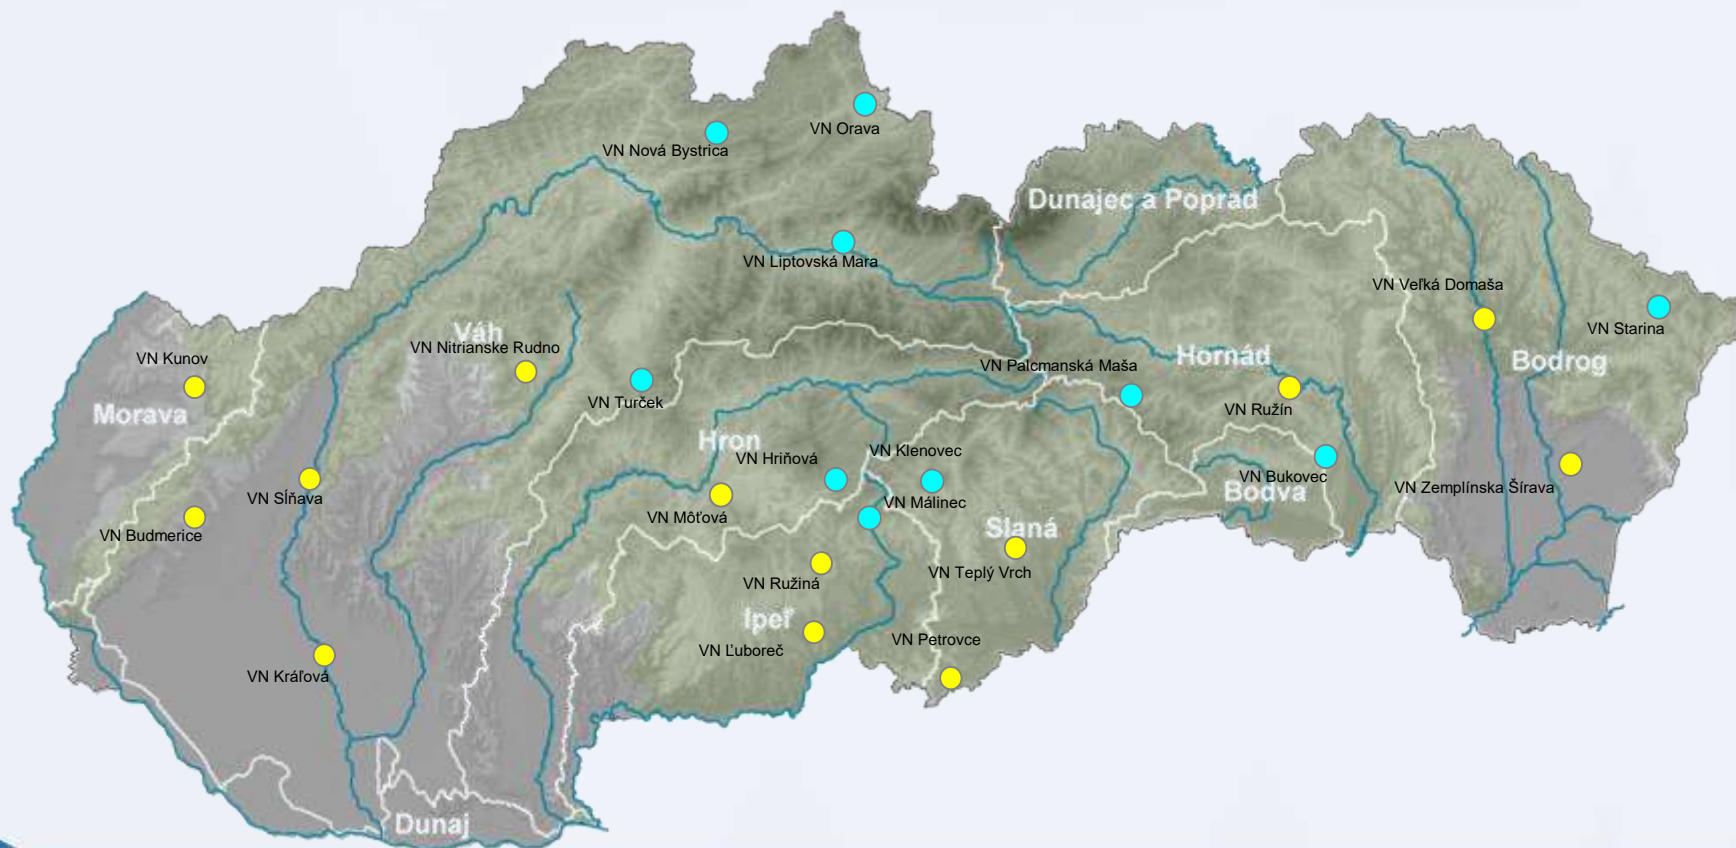 VN Orava
VN Nová Bystrica
Dunajec a Poprad
VN Liptovská Mara
VN Veľká Domaša
VN Starina
Váh
VN Nitrianske Rudno
VN Kunov
VN Palcmanská Maša
Hornád
Bodrog
VN Turček
VN Ružín
Morava
Hron
VN Hriňová
VN Klenovec
VN Bukovec
VN Zemplínska Šírava
Bodva
VN Sĺňava
VN Môťová
VN Málinec
VN Budmerice
Slaná
VN Teplý Vrch
VN Ružiná
Ipeľ
VN Ľuboreč
VN Petrovce
VN Kráľová
Dunaj